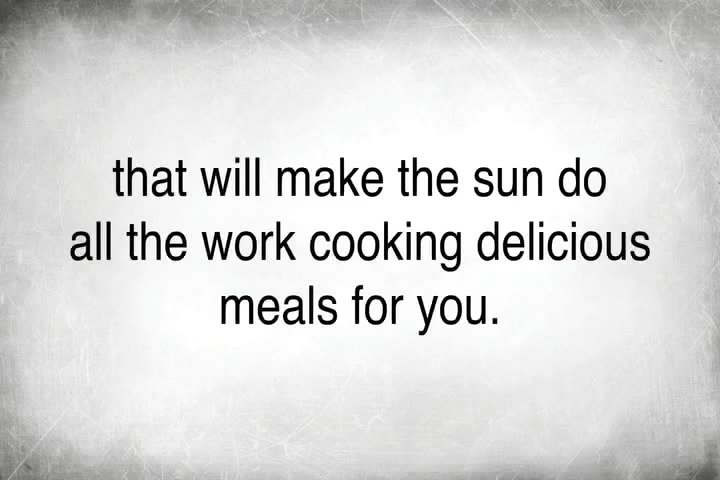 that will make the sun do
all the work cooking delicious
meals for you.